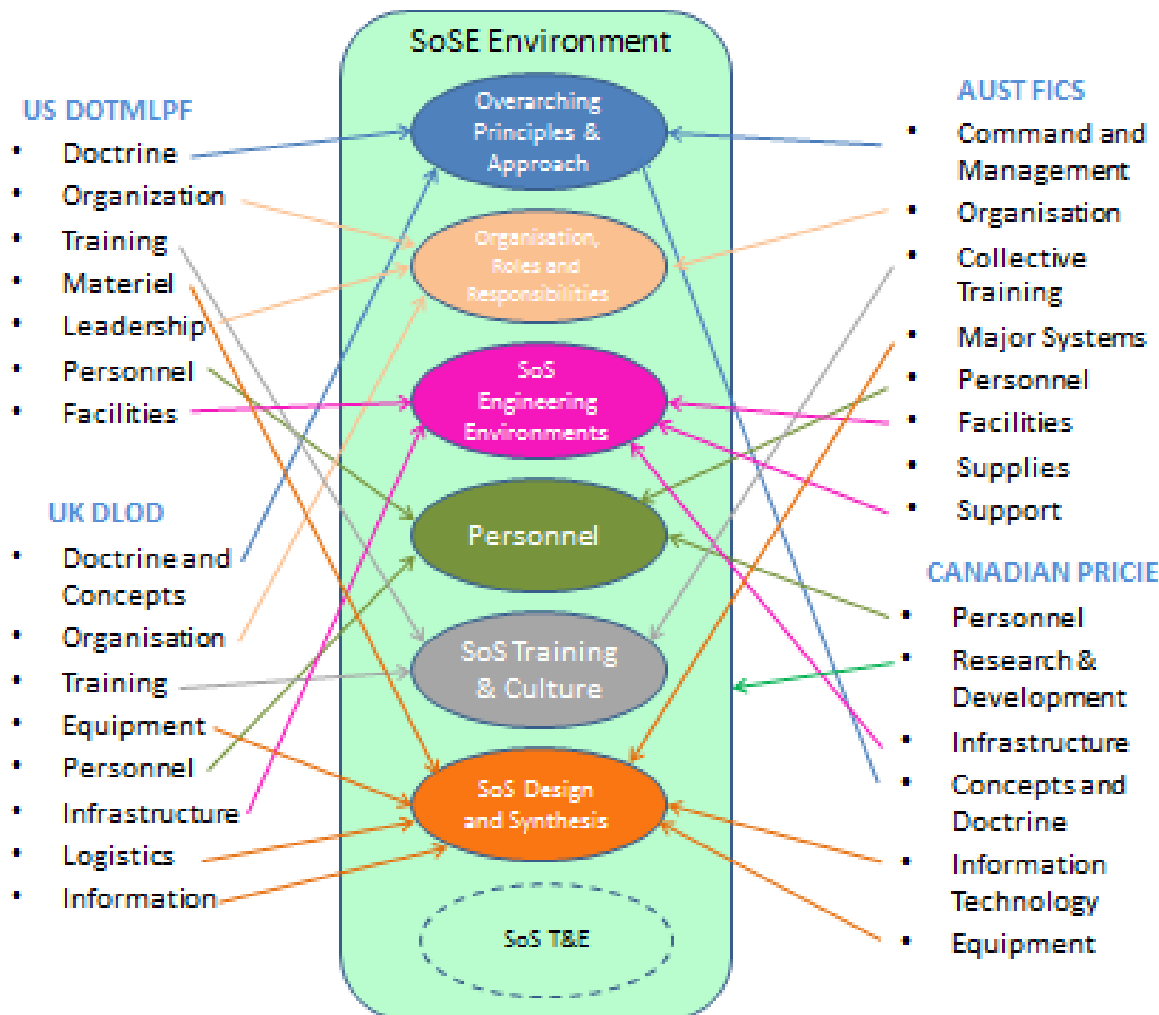 SoSE Environment
US DOTMLPF
• Doctrine
• Organization
• Training
• Materiel
• Leadership
• Personnel
• Facilities
UK DLOD
• Doctrine and
Concepts
• Organisation
• Training
• Equipment
• Personnel
• Infrastructure
• Logistics
• Information
Overarching
Principles &
Approach
Organisation,
Roles and
Responsibilities
SoS
Engineering
Environments
Personnel
SoS Training
& Culture
SoS Design
and Synthesis
SoS T&E
AUST FICS
• Command and
Management
• Organisation
• Collective
Training
• Major Systems
• Personnel
• Facilities
• Supplies
• Support
CANADIAN PRICIE
• Personnel
• Research &
Development
• Infrastructure
• Concepts and
Doctrine
• Information
Technology
• Equipment